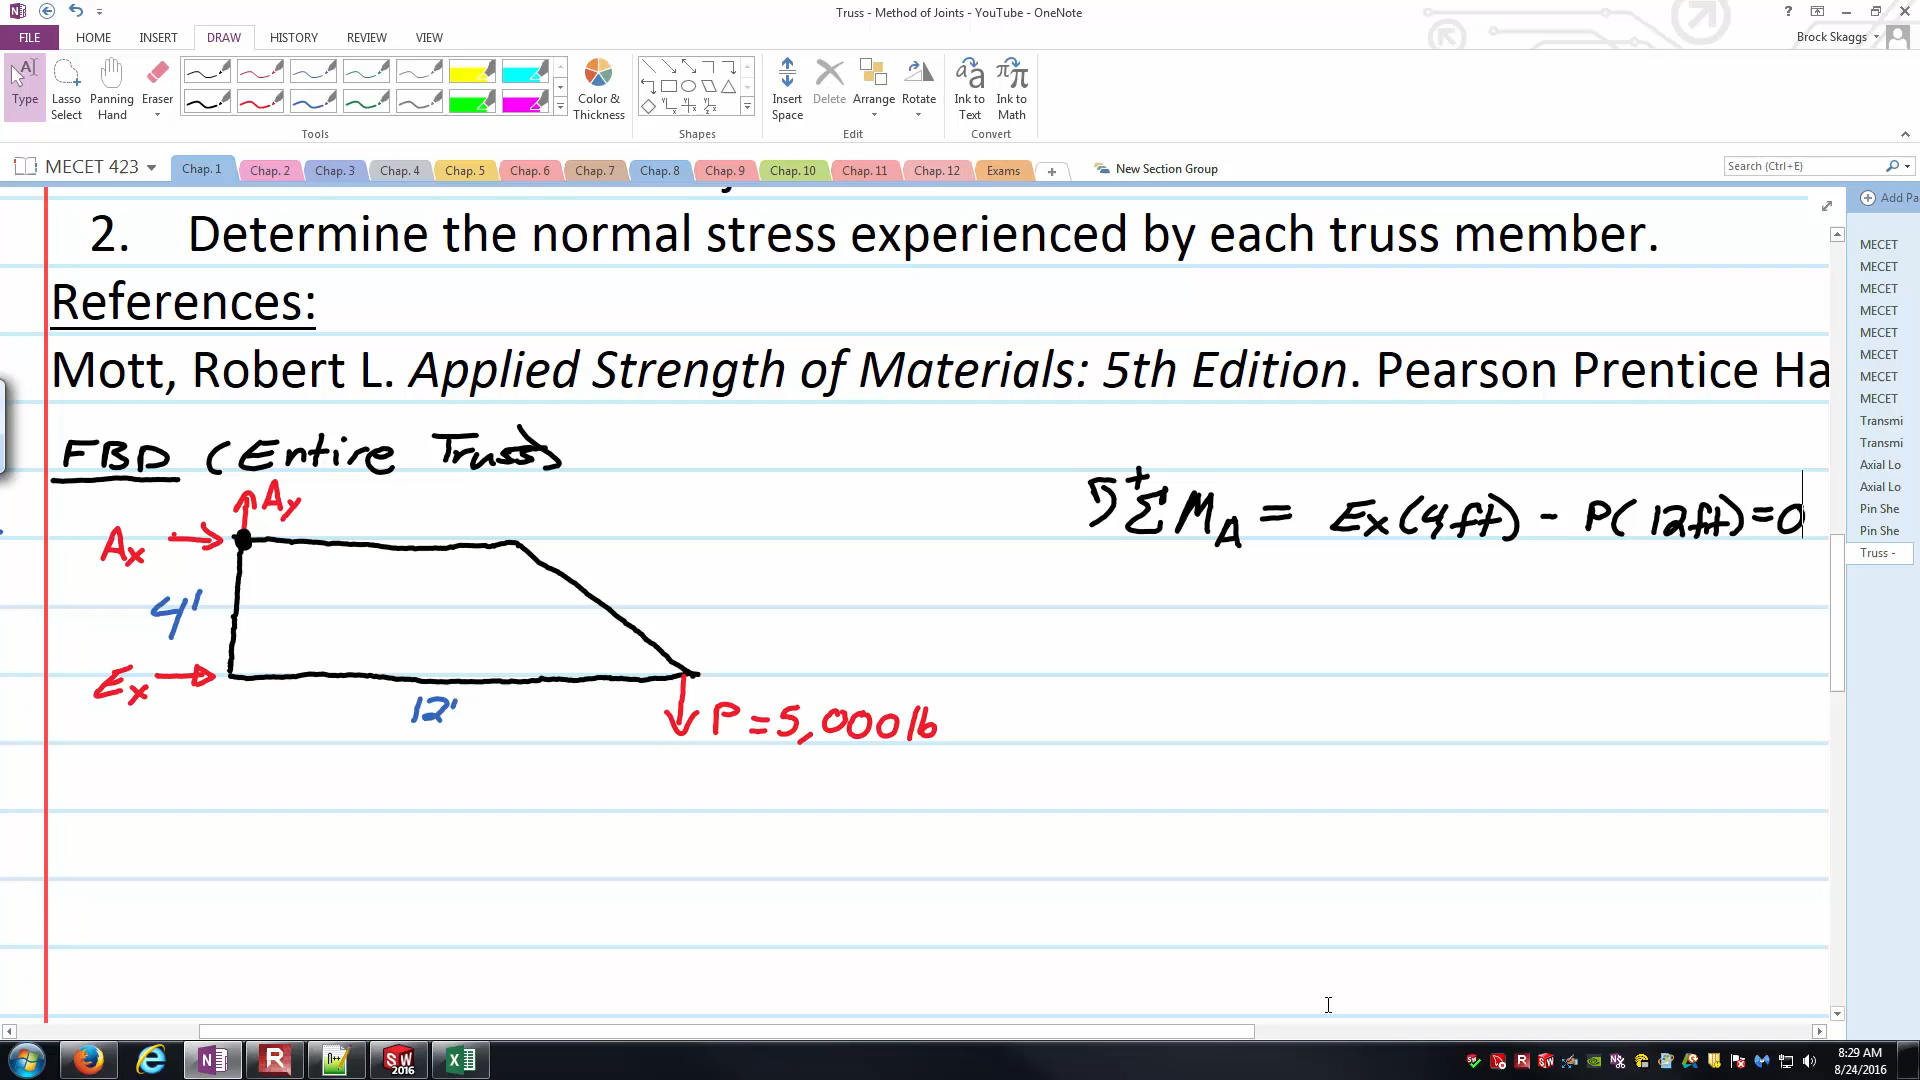 Truss - Method of Joints - YouTube - OneNote
FILE HOME INSERT DRAW HISTORY REVIEW VIEW
Brock Skaggs
Type
Lasso Select
Panning Hand
Eraser
Color & Thickness
Insert Space
Delete
Arrange
Rotate
Ink to Text
Ink to Math
Tools
Shapes
Edit
Convert
MECET 423
Chap. 1 Chap. 2 Chap. 3 Chap. 4 Chap. 5 Chap. 6 Chap. 7 Chap. 8 Chap. 9 Chap. 10 Chap. 11 Chap. 12 Exams
New Section Group
Search (Ctrl+E)
Add Pa
2. Determine the normal stress experienced by each truss member.
References:
Mott, Robert L. Applied Strength of Materials: 5th Edition. Pearson Prentice Ha
FBD (Entire Truss)
Ay
Ax
4'
Ex
12'
P = 5,000 lb
+ Σ MA = Ex(4ft) - P(12ft) = 0
MECET
MECET
MECET
MECET
MECET
MECET
MECET
MECET
Transmi
Transmi
Axial Lo
Axial Lo
Pin She
Pin She
Truss -
SW 2016
8:29 AM
8/24/2016